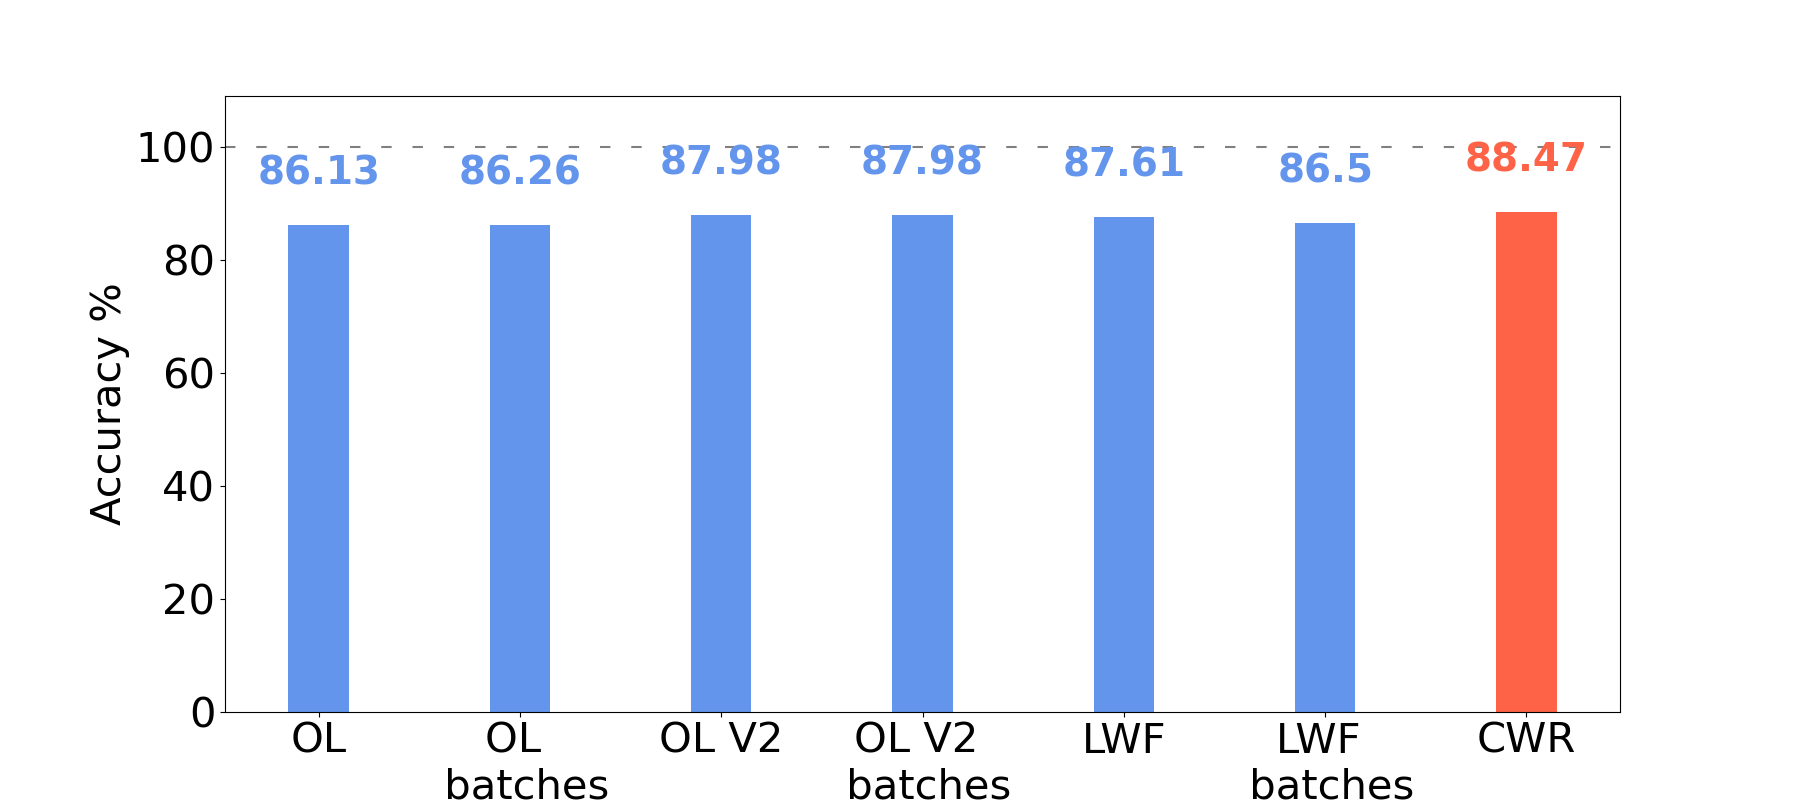 Accuracy %
100
80
60
40
20
0
86.13
86.26
87.98
87.98
87.61
86.5
88.47
OL
OL
batches
OL V2
OL V2
batches
LWF
LWF
batches
CWR